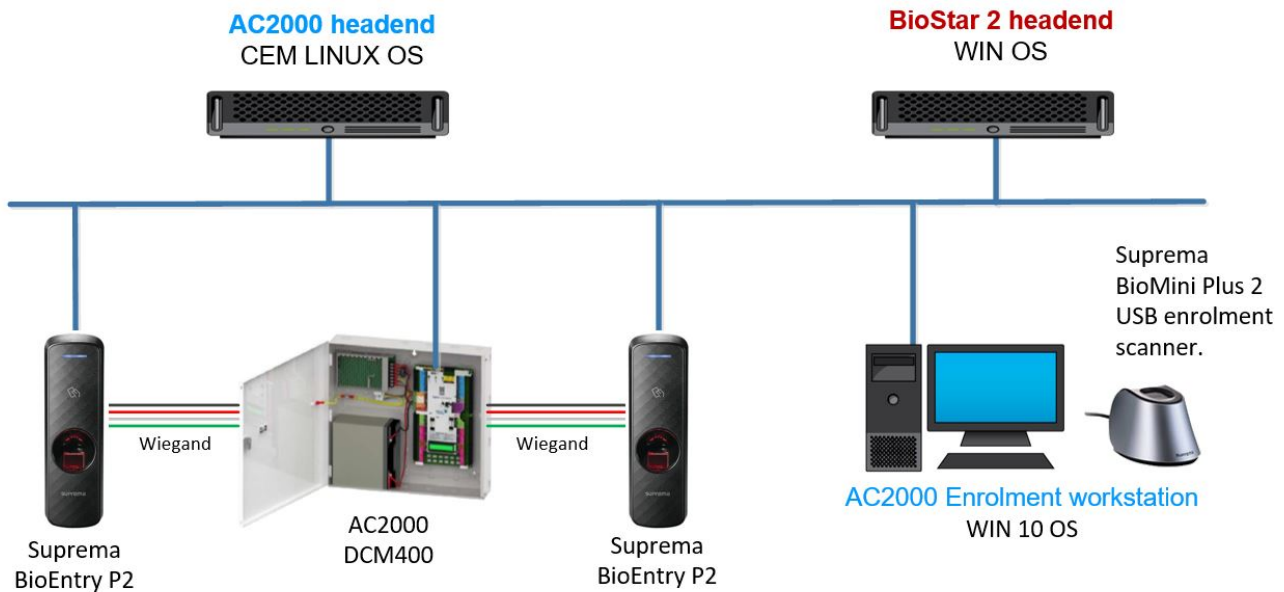 AC2000 headend
CEM LINUX OS
BioStar 2 headend
WIN OS
Suprema
BioMini Plus 2
USB enrolment
scanner.
Wiegand
Wiegand
suprema
suprema
AC2000
DCM400
Suprema
BioEntry P2
Suprema
BioEntry P2
AC2000 Enrolment workstation
WIN 10 OS